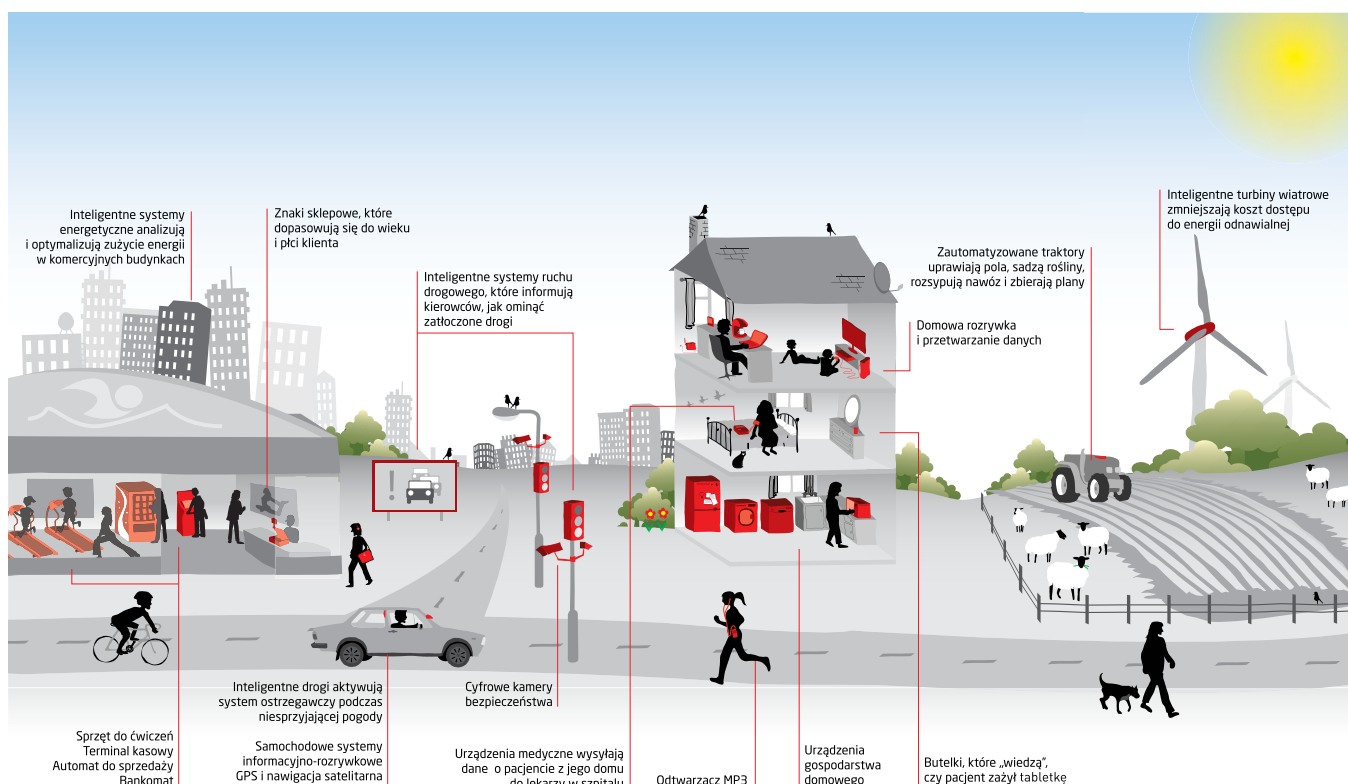 Inteligentne systemy
energetyczne analizują
i optymalizują zużycie energii
w komercyjnych budynkach
Znaki sklepowe, które
dopasowują się do wieku
i płci klienta
Inteligentne systemy ruchu
drogowego, które informują
kierowców, jak ominąć
zatłoczone drogi
Zautomatyzowane traktory
uprawiają pola, sadzą rośliny,
rozsypują nawóz i zbierają plany
Inteligentne turbiny wiatrowe
zmniejszają koszt dostępu
do energii odnawialnej
Domowa rozrywka
i przetwarzanie danych
Inteligentne drogi aktywują
system ostrzegawczy podczas
niesprzyjającej pogody
Cyfrowe kamery
bezpieczeństwa
Sprzęt do ćwiczeń
Terminal kasowy
Automat do sprzedaży
Bankomat
Samochodowe systemy
informacyjno-rozrywkowe
GPS i nawigacja satelitarna
Urządzenia medyczne wysyłają
dane o pacjencie z jego domu
do lekarzy w szpitalu
Odtwarzacz MP3
Urządzenia
gospodarstwa
domowego
Butelki, które „wiedzą”,
czy pacjent zażył tabletkę